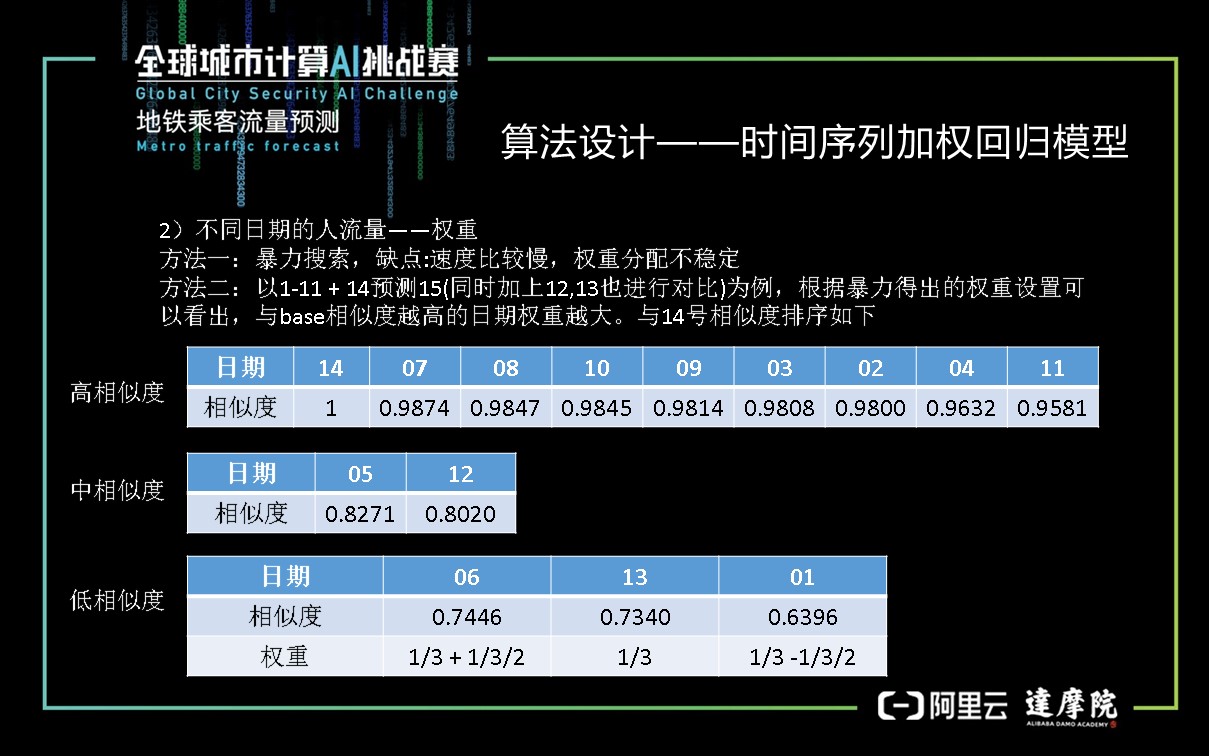 全球城市计算AI挑战赛
Global City Security AI Challenge
地铁乘客流量预测
Metro traffic forecast
算法设计——时间序列加权回归模型
2）不同日期的人流量——权重
方法一：暴力搜索，缺点:速度比较慢，权重分配不稳定
方法二：以1-11 + 14预测15(同时加上12,13也进行对比)为例，根据暴力得出的权重设置可
以看出，与base相似度越高的日期权重越大。与14号相似度排序如下
高相似度
日期 14 07 08 10 09 03 02 04 11
相似度 1 0.9874 0.9847 0.9845 0.9814 0.9808 0.9800 0.9632 0.9581
中相似度
日期 05 12
相似度 0.8271 0.8020
低相似度
日期 06 13 01
相似度 0.7446 0.7340 0.6396
权重 1/3 + 1/3/2 1/3 1/3 -1/3/2
阿里云
達摩院
ALIBABA DAMO ACADEMY